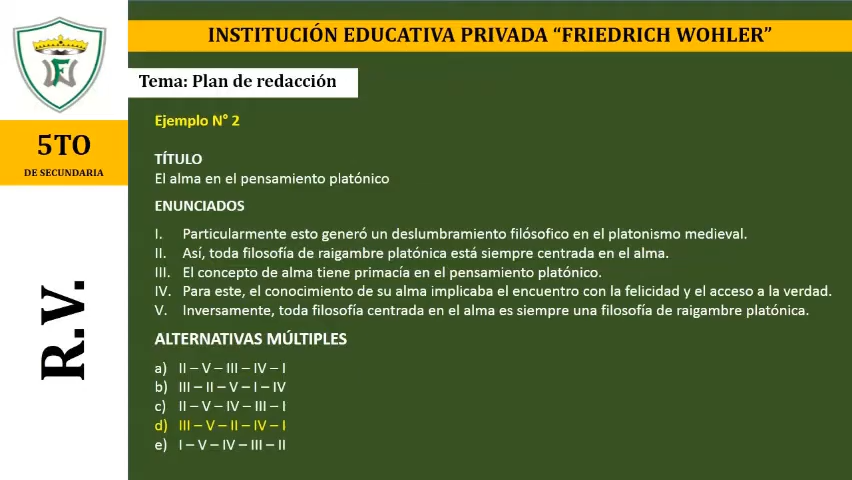 INSTITUCIÓN EDUCATIVA PRIVADA “FRIEDRICH WOHLER”
Tema: Plan de redacción
5TO
DE SECUNDARIA
R.V.
Ejemplo N° 2
TÍTULO
El alma en el pensamiento platónico
ENUNCIADOS
I. Particularmente esto generó un deslumbramiento filósofico en el platonismo medieval.
II. Así, toda filosofía de raigambre platónica está siempre centrada en el alma.
III. El concepto de alma tiene primacía en el pensamiento platónico.
IV. Para este, el conocimiento de su alma implicaba el encuentro con la felicidad y el acceso a la verdad.
V. Inversamente, toda filosofía centrada en el alma es siempre una filosofía de raigambre platónica.
ALTERNATIVAS MÚLTIPLES
a) II – V – III – IV – I
b) III – II – V – I – IV
c) II – V – IV – III – I
d) III – V – II – IV – I
e) I – V – IV – III – II